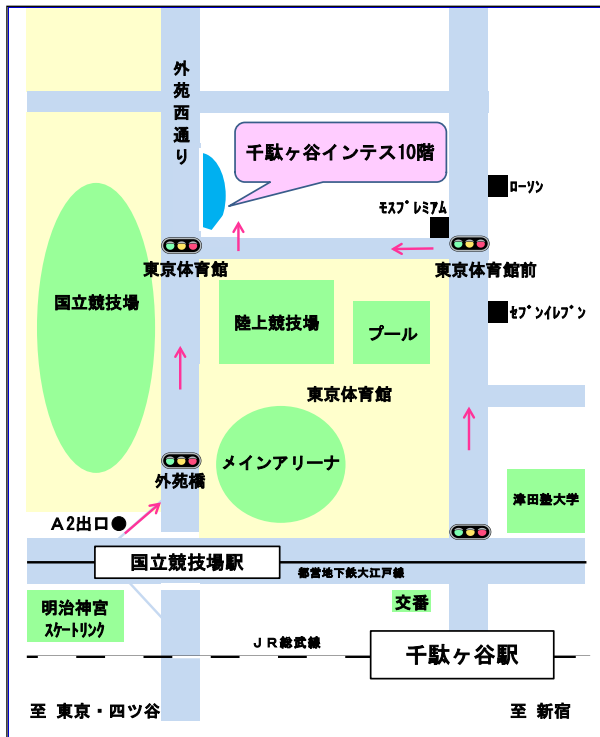 外苑西通り
千駄ヶ谷インテス10階
ローソン
モスプレミアム
東京体育館
東京体育館前
国立競技場
陸上競技場
プール
セブンイレブン
東京体育館
メインアリーナ
外苑橋
津田塾大学
A2出口●
国立競技場駅
都営地下鉄大江戸線
明治神宮
スケートリンク
交番
JR総武線
千駄ヶ谷駅
至 東京・四ツ谷
至 新宿